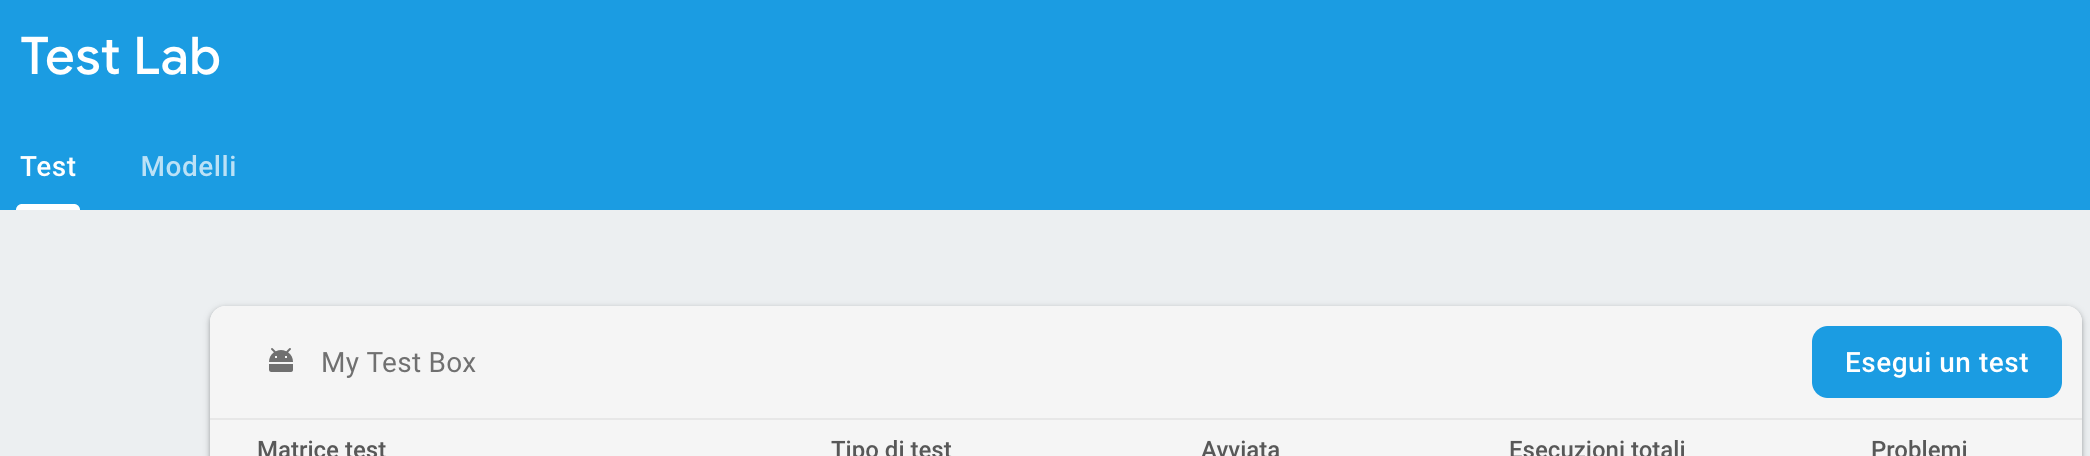 Test Lab
Test Modelli
My Test Box Esegui un test
Matrice test Tipo di test Avviata Esecuzioni totali Problemi